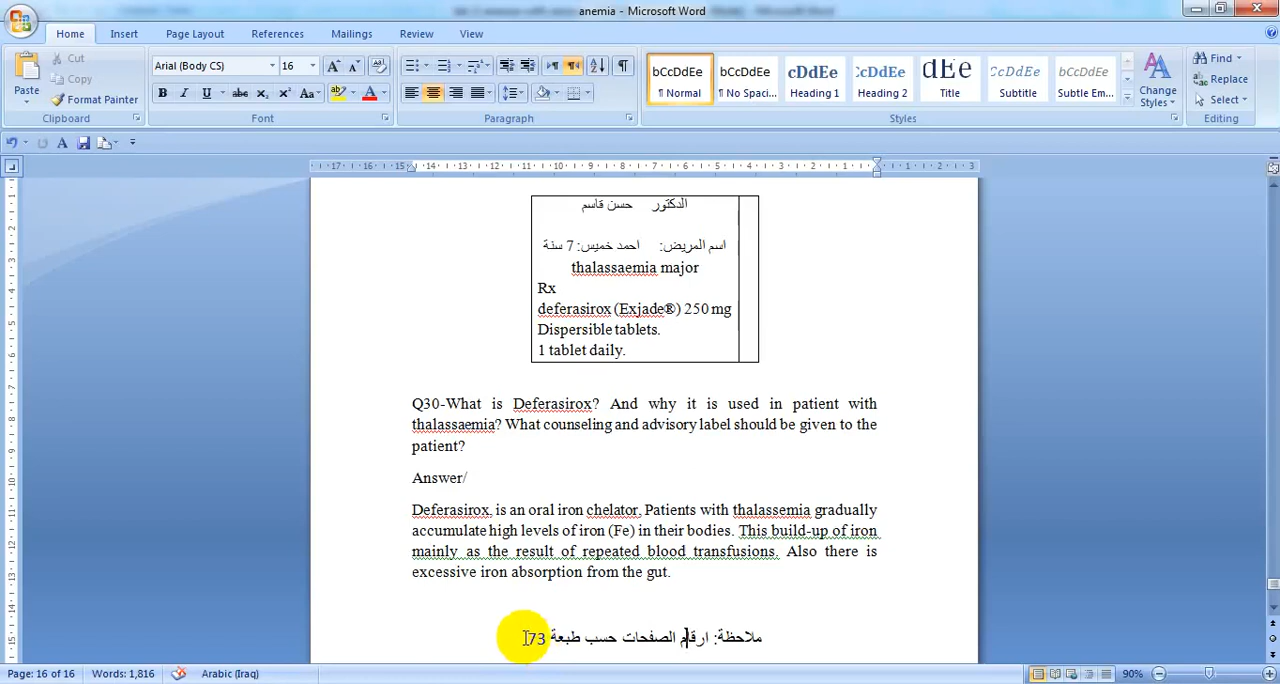 anemia - Microsoft Word
Home Insert Page Layout References Mailings Review View
Cut
Copy
Format Painter
Paste
Clipboard
Arial (Body CS) 16
Font
Paragraph
AaBbCcDdEe
¶ Normal ¶ No Spaci... Heading 1 Heading 2 Title Subtitle Subtle Em...
Change Styles
Styles
Find
Replace
Select
Editing
الدكتور حسن قاسم
اسم المريض: احمد خميس: 7 سنة
thalassaemia major
Rx
deferasirox (Exjade®) 250 mg
Dispersible tablets.
1 tablet daily.
Q30-What is Deferasirox? And why it is used in patient with
thalassaemia? What counseling and advisory label should be given to the
patient?
Answer/
Deferasirox, is an oral iron chelator. Patients with thalassemia gradually
accumulate high levels of iron (Fe) in their bodies. This build-up of iron
mainly as the result of repeated blood transfusions. Also there is
excessive iron absorption from the gut.
ملاحظة: ارقام الصفحات حسب طبعة 73
Page: 16 of 16 Words: 1,816 Arabic (Iraq) 90%